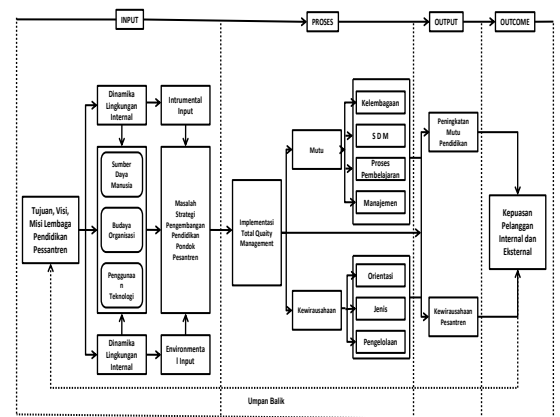 INPUT
PROSES
OUTPUT
OUTCOME
Tujuan, Visi,
Misi Lembaga
Pendidikan
Pessantren
Dinamika
Lingkungan
Internal
Intrumental
Input
Sumber
Daya
Manusia
Budaya
Organisasi
Penggunaa
n
Teknologi
Masalah
Strategi
Pengembangan
Pendidikan
Pondok
Pesantren
Dinamika
Lingkungan
Internal
Environmenta
l Input
Implementasi
Total Quaity
Management
Mutu
Kelembagaan
S D M
Proses
Pembelajaran
Manajemen
Kewirausahaan
Orientasi
Jenis
Pengelolaan
Peningkatan
Mutu
Pendidikan
Kewirausahaan
Pesantren
Kepuasan
Pelanggan
Internal dan
Eksternal
Umpan Balik